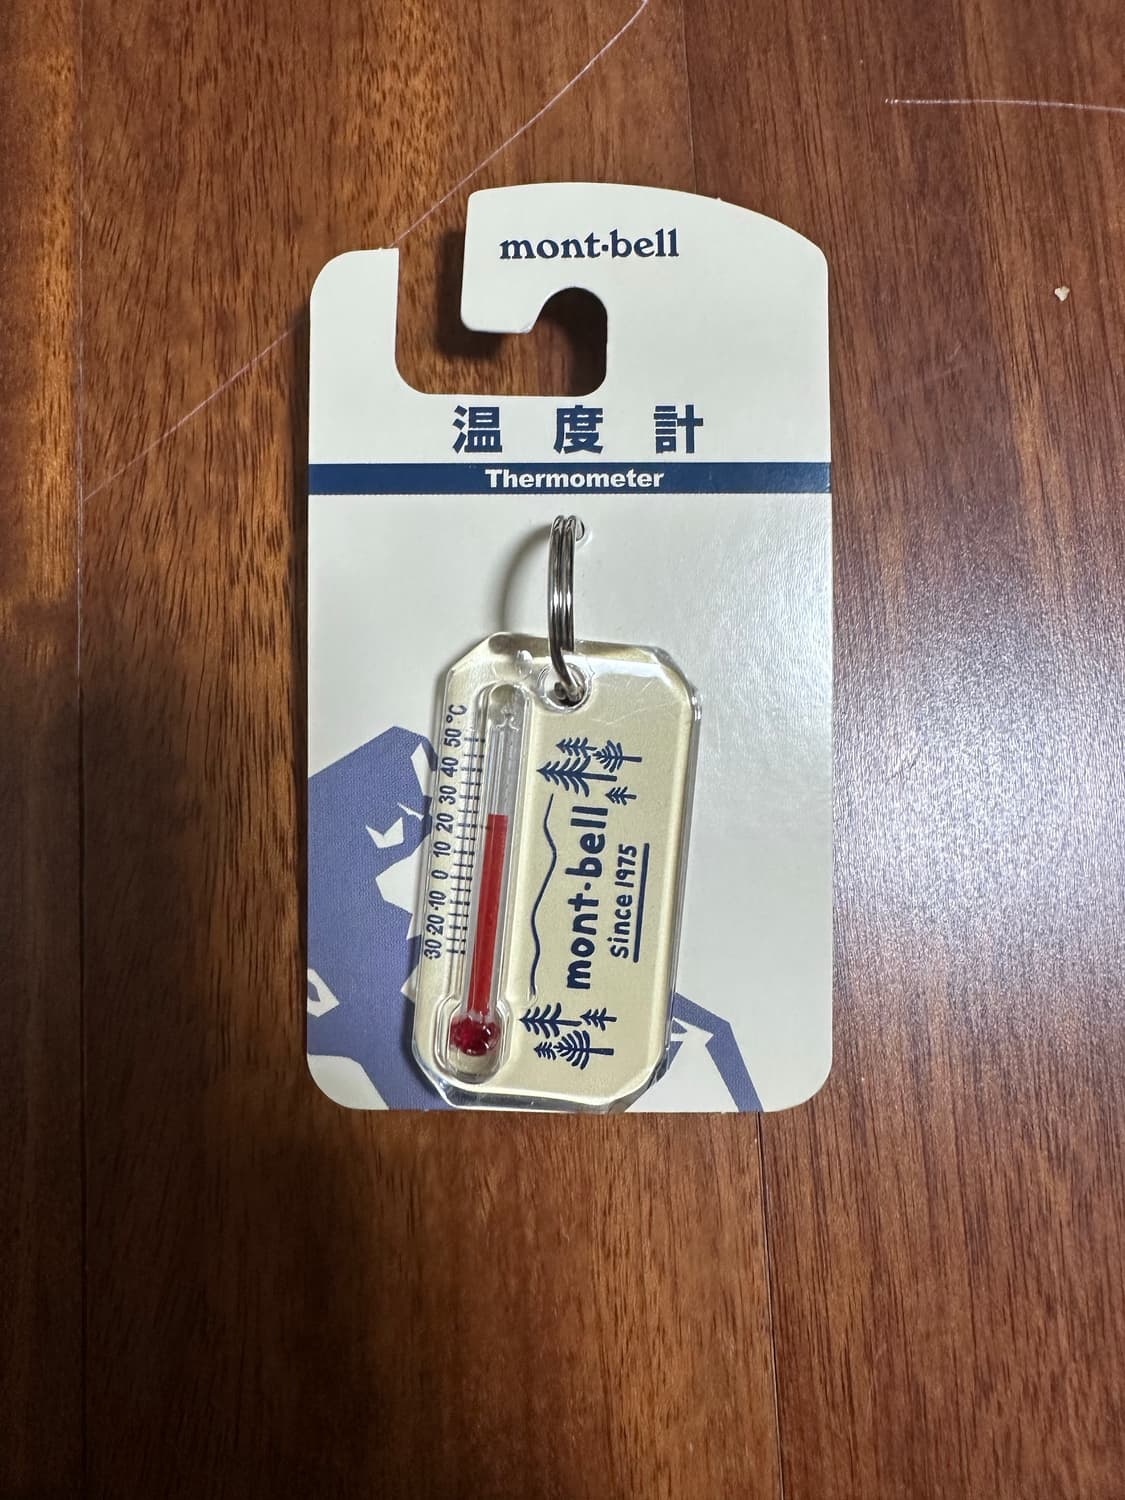 mont-bell
温度計
Thermometer
30 -20 -10 0 10 20 30 40 50 °C
mont-bell
Since 1975